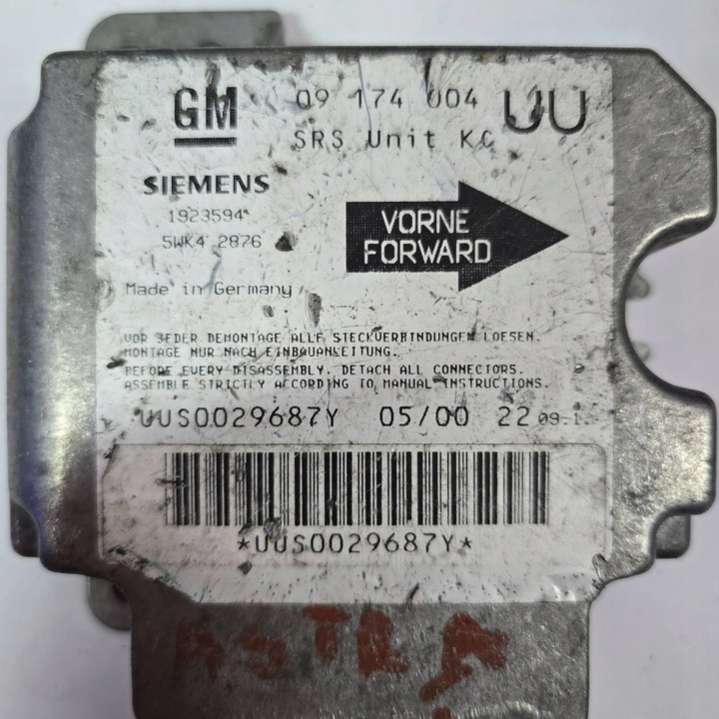 GM 09 174 004 UU
SRS Unit KC
SIEMENS
1923594
5WK4 2876
VORNE
FORWARD
Made in Germany
VOR JEDER DEMONTAGE ALLE STECKVERBINDUNGEN LOESEN.
MONTAGE NUR NACH EINBAUANLEITUNG.
BEFORE EVERY DISASSEMBLY. DETACH ALL CONNECTORS.
ASSEMBLE STRICTLY ACCORDING TO MANUAL INSTRUCTIONS.
UUS0029687Y 05/00 22
*UUS0029687Y*
ASTRA